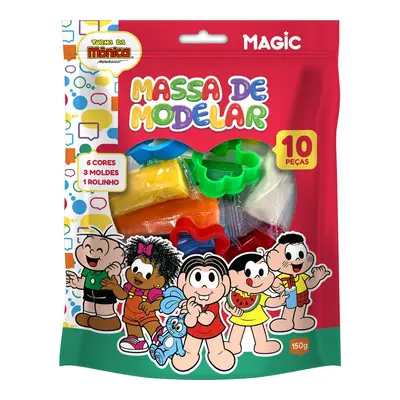 TURMA DA
Mônica
MAGIC
MASSA DE
MODELAR
10
PEÇAS
6 CORES
3 MOLDES
1 ROLINHO
150g